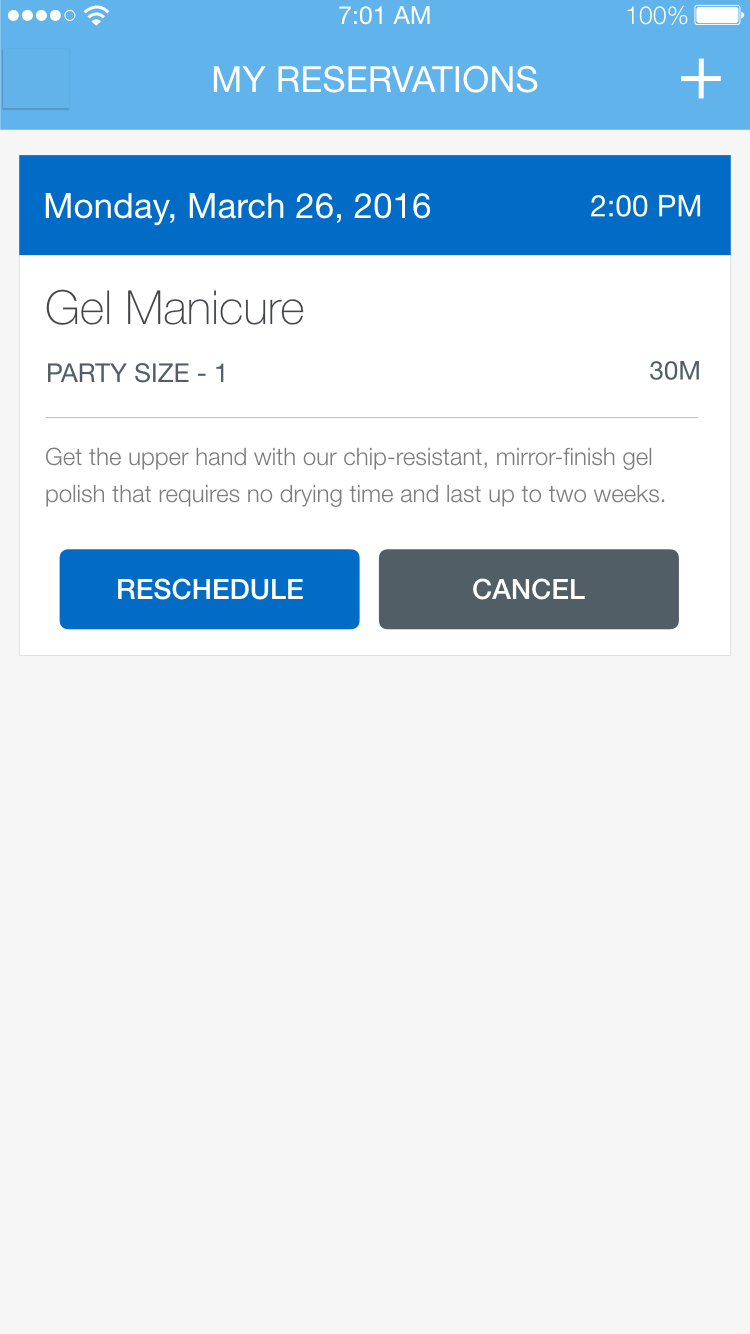 7:01 AM
100%
MY RESERVATIONS
Monday, March 26, 2016
2:00 PM
Gel Manicure
PARTY SIZE - 1
30M
Get the upper hand with our chip-resistant, mirror-finish gel
polish that requires no drying time and last up to two weeks.
RESCHEDULE
CANCEL